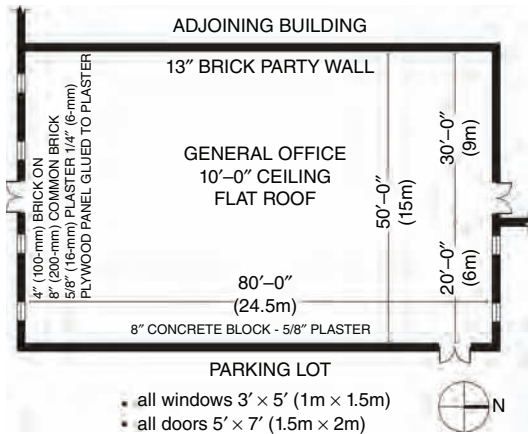 ADJOINING BUILDING
13″ BRICK PARTY WALL
4″ (100-mm) BRICK ON
8″ (200-mm) COMMON BRICK
5/8″ (16-mm) PLASTER 1/4″ (6-mm)
PLYWOOD PANEL GLUED TO PLASTER
GENERAL OFFICE
10′–0″ CEILING
FLAT ROOF
50′–0″
(15m)
30′–0″
(9m)
20′–0″
(6m)
80′–0″
(24.5m)
8″ CONCRETE BLOCK - 5/8″ PLASTER
PARKING LOT
▪ all windows 3′ × 5′ (1m × 1.5m)
▪ all doors 5′ × 7′ (1.5m × 2m)
N